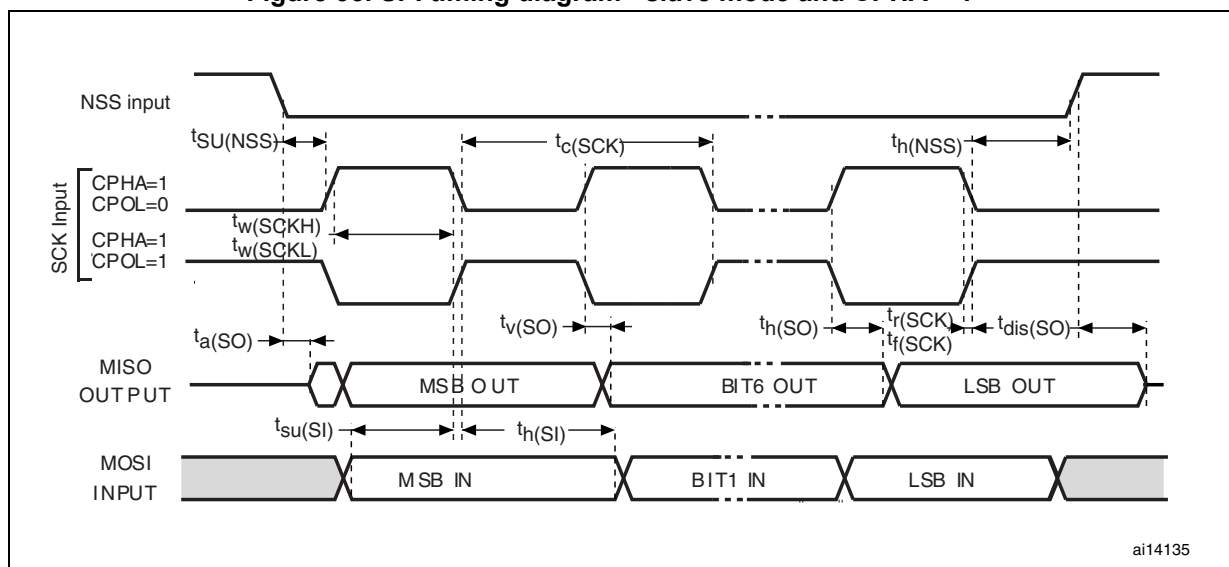 NSS input
tSU(NSS)
tc(SCK)
th(NSS)
SCK Input
CPHA=1
CPOL=0
tw(SCKH)
tw(SCKL)
CPHA=1
CPOL=1
ta(SO)
tv(SO)
th(SO)
tr(SCK)
tf(SCK)
tdis(SO)
MISO
OUTPUT
MSB OUT
BIT6 OUT
LSB OUT
tsu(SI)
th(SI)
MOSI
INPUT
MSB IN
BIT1 IN
LSB IN
ai14135